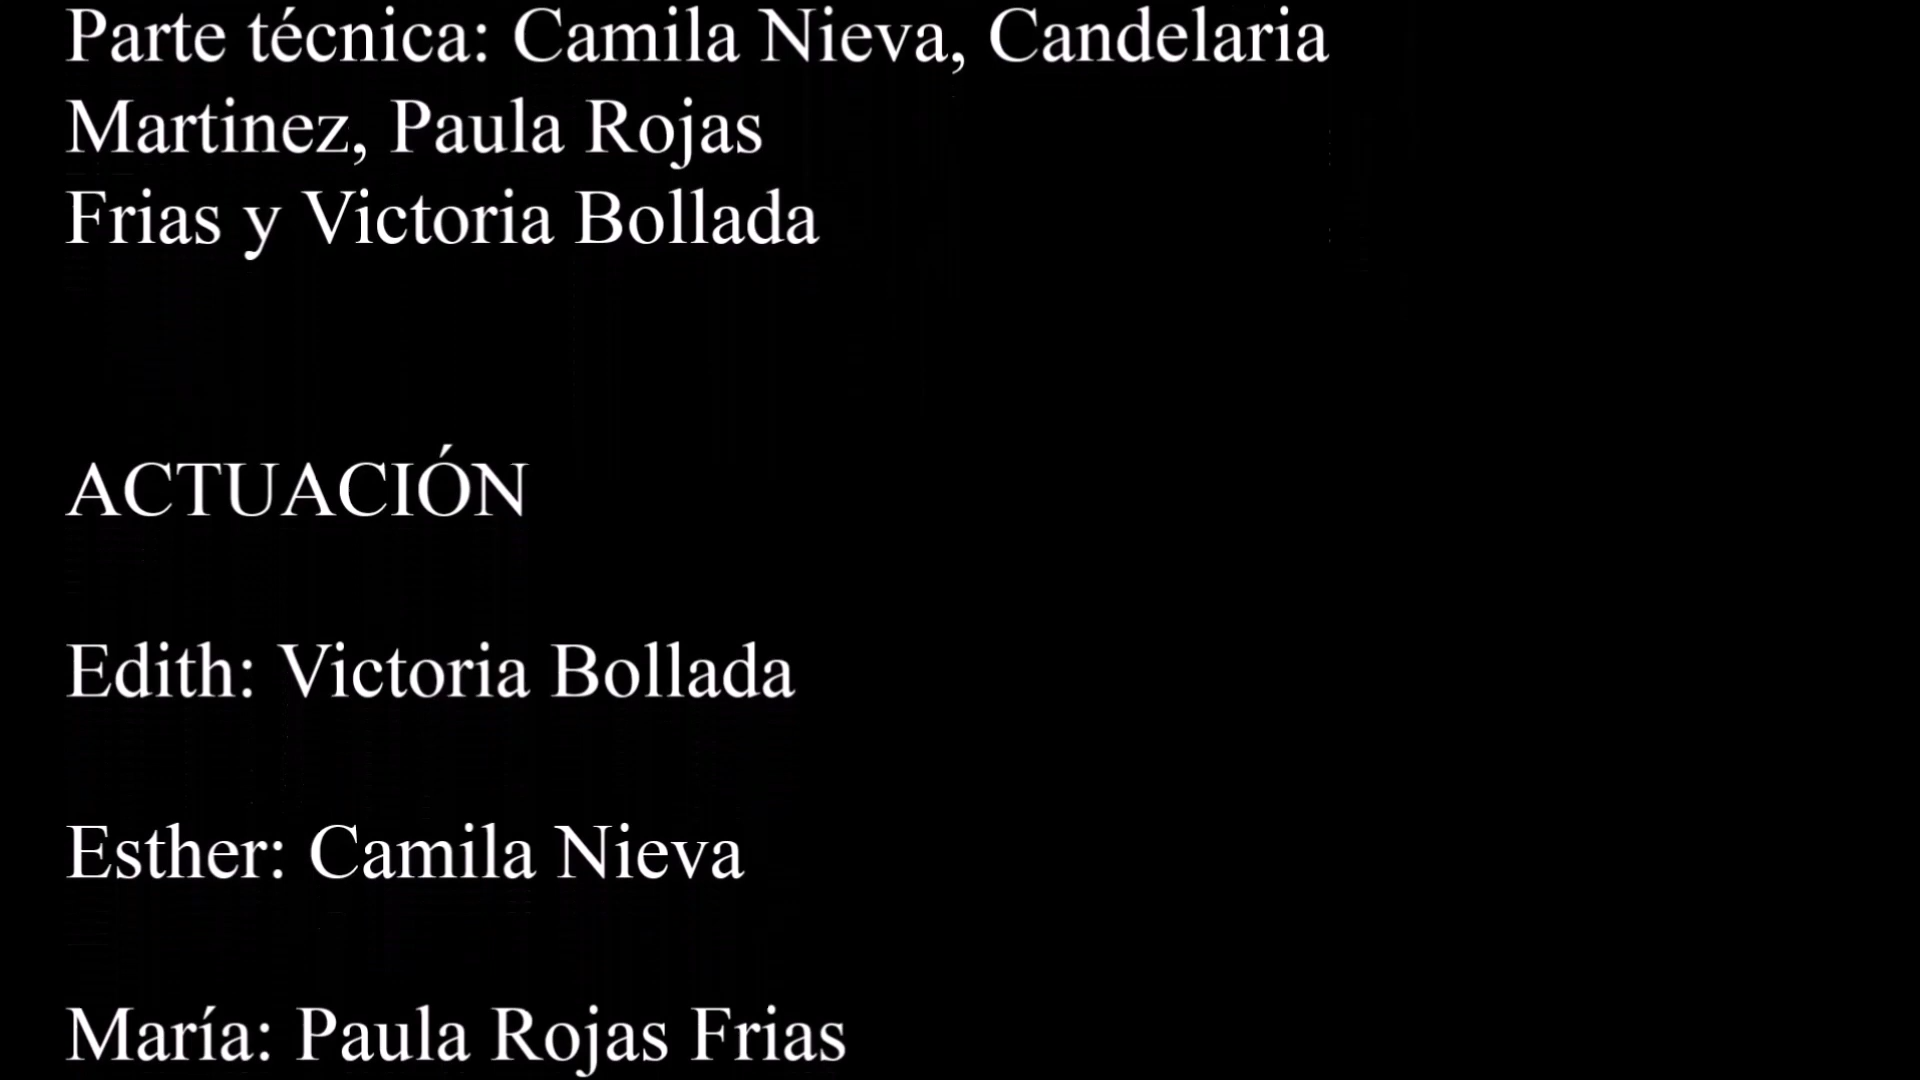 Parte técnica: Camila Nieva, Candelaria
Martinez, Paula Rojas
Frias y Victoria Bollada
ACTUACIÓN
Edith: Victoria Bollada
Esther: Camila Nieva
María: Paula Rojas Frias